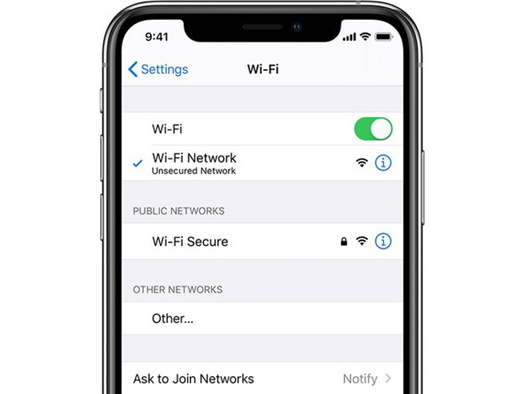 9:41
Settings
Wi-Fi
Wi-Fi
Wi-Fi Network
Unsecured Network
PUBLIC NETWORKS
Wi-Fi Secure
OTHER NETWORKS
Other...
Ask to Join Networks
Notify